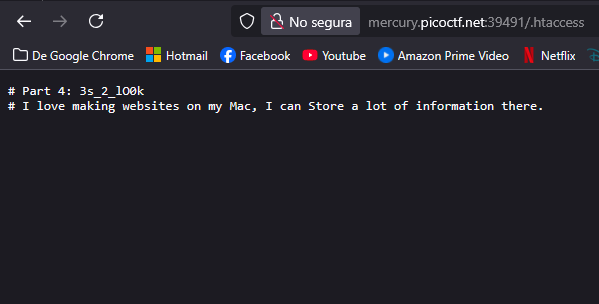 No segura mercury.picoctf.net:39491/.htaccess
De Google Chrome Hotmail Facebook Youtube Amazon Prime Video Netflix
# Part 4: 3s_2_lO0k
# I love making websites on my Mac, I can Store a lot of information there.